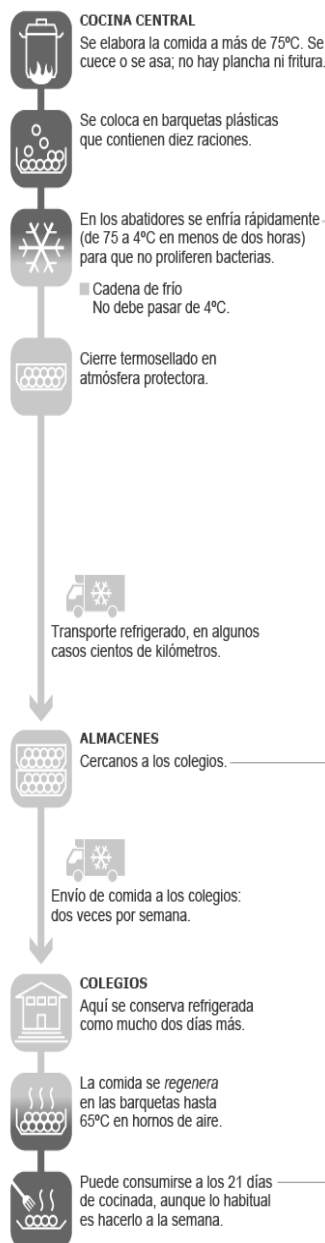 COCINA CENTRAL
Se elabora la comida a más de 75ºC. Se
cuece o se asa; no hay plancha ni fritura.
Se coloca en barquetas plásticas
que contienen diez raciones.
En los abatidores se enfría rápidamente
(de 75 a 4ºC en menos de dos horas)
para que no proliferen bacterias.
Cadena de frío
No debe pasar de 4ºC.
Cierre termosellado en
atmósfera protectora.
Transporte refrigerado, en algunos
casos cientos de kilómetros.
ALMACENES
Cercanos a los colegios.
Envío de comida a los colegios:
dos veces por semana.
COLEGIOS
Aquí se conserva refrigerada
como mucho dos días más.
La comida se regenera
en las barquetas hasta
65ºC en hornos de aire.
Puede consumirse a los 21 días
de cocinada, aunque lo habitual
es hacerlo a la semana.